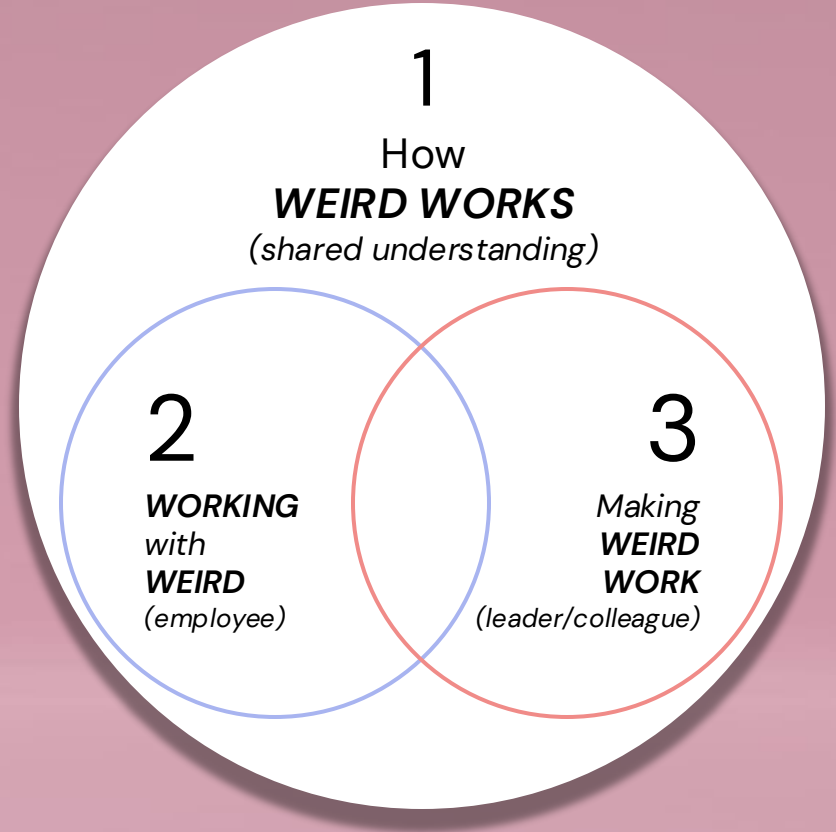 1
How
WEIRD WORKS
(shared understanding)
2
WORKING
with
WEIRD
(employee)
3
Making
WEIRD
WORK
(leader/colleague)